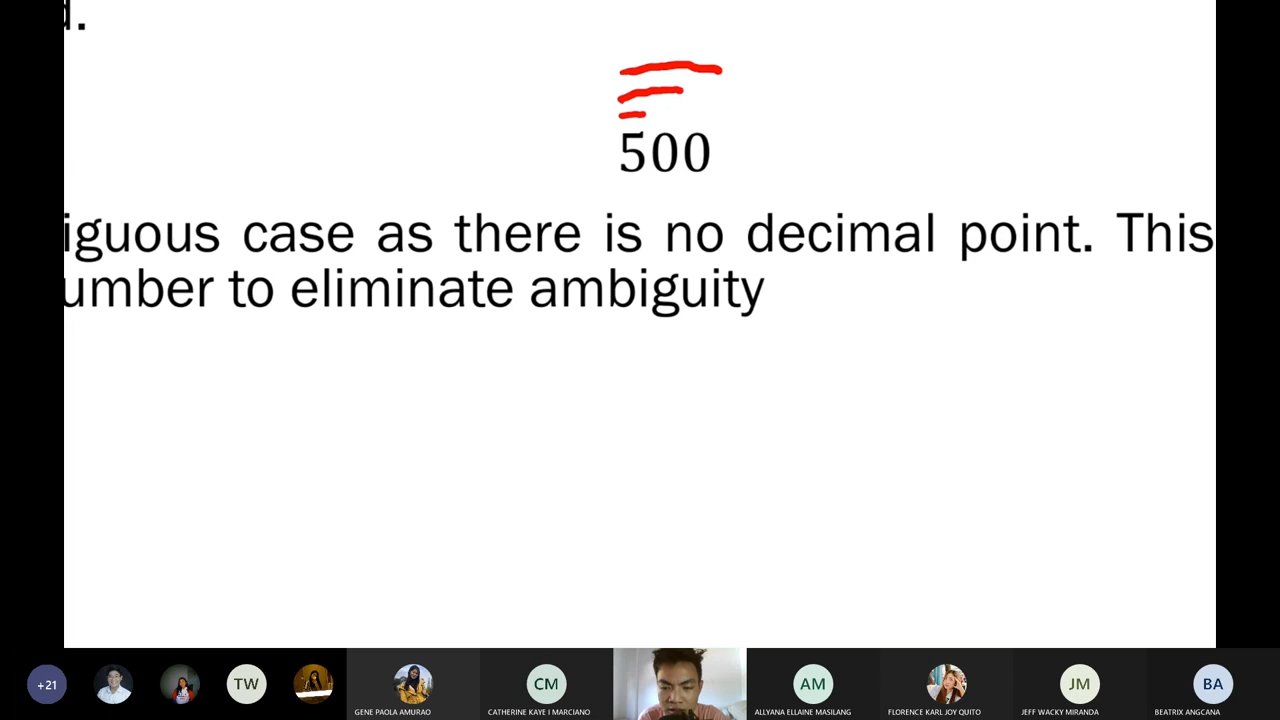 d.
500
iguous case as there is no decimal point. This
umber to eliminate ambiguity
+21
TW
CM
AM
JM
BA
GENE PAOLA AMURAO
CATHERINE KAYE I MARCIANO
ALLYANA ELLAINE MASILANG
FLORENCE KARL JOY QUITO
JEFF WACKY MIRANDA
BEATRIX ANGCANA